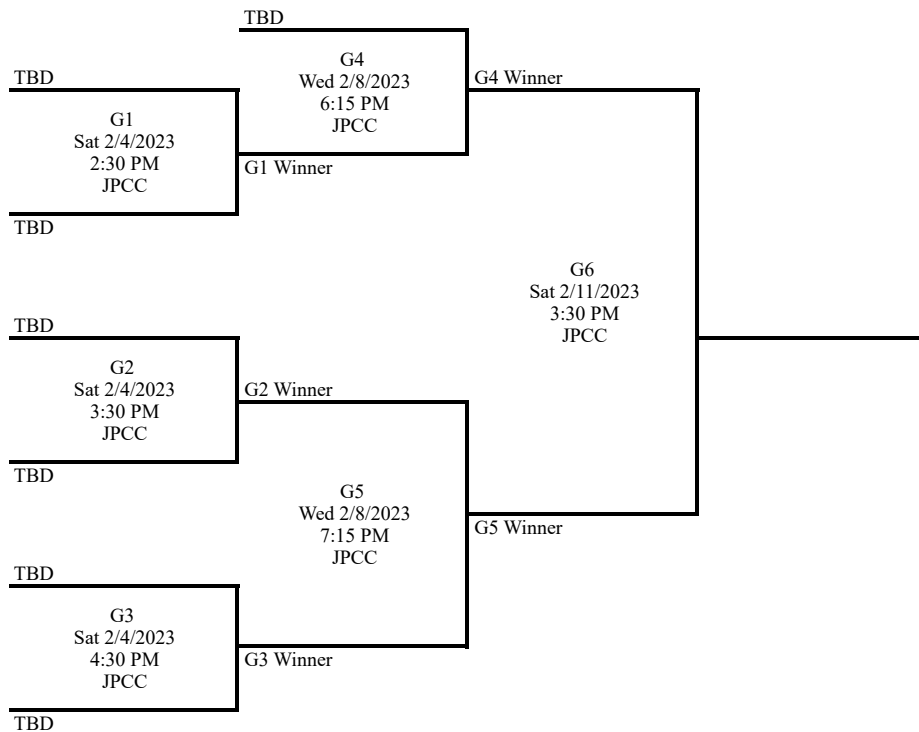 TBD
G4
Wed 2/8/2023
6:15 PM
JPCC
G4 Winner
TBD
G1
Sat 2/4/2023
2:30 PM
JPCC
G1 Winner
TBD
G6
Sat 2/11/2023
3:30 PM
JPCC
TBD
G2
Sat 2/4/2023
3:30 PM
JPCC
G2 Winner
TBD
G5
Wed 2/8/2023
7:15 PM
JPCC
G5 Winner
TBD
G3
Sat 2/4/2023
4:30 PM
JPCC
G3 Winner
TBD